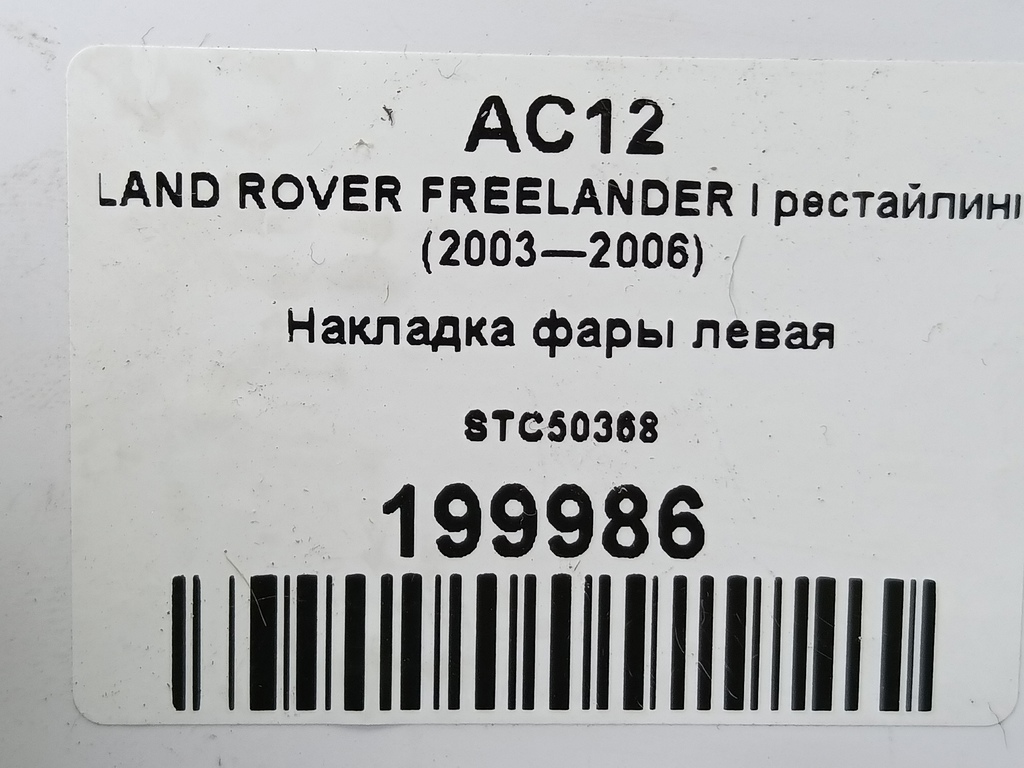 AC12
LAND ROVER FREELANDER I рестайлинг
(2003—2006)
Накладка фары левая
STC50368
199986